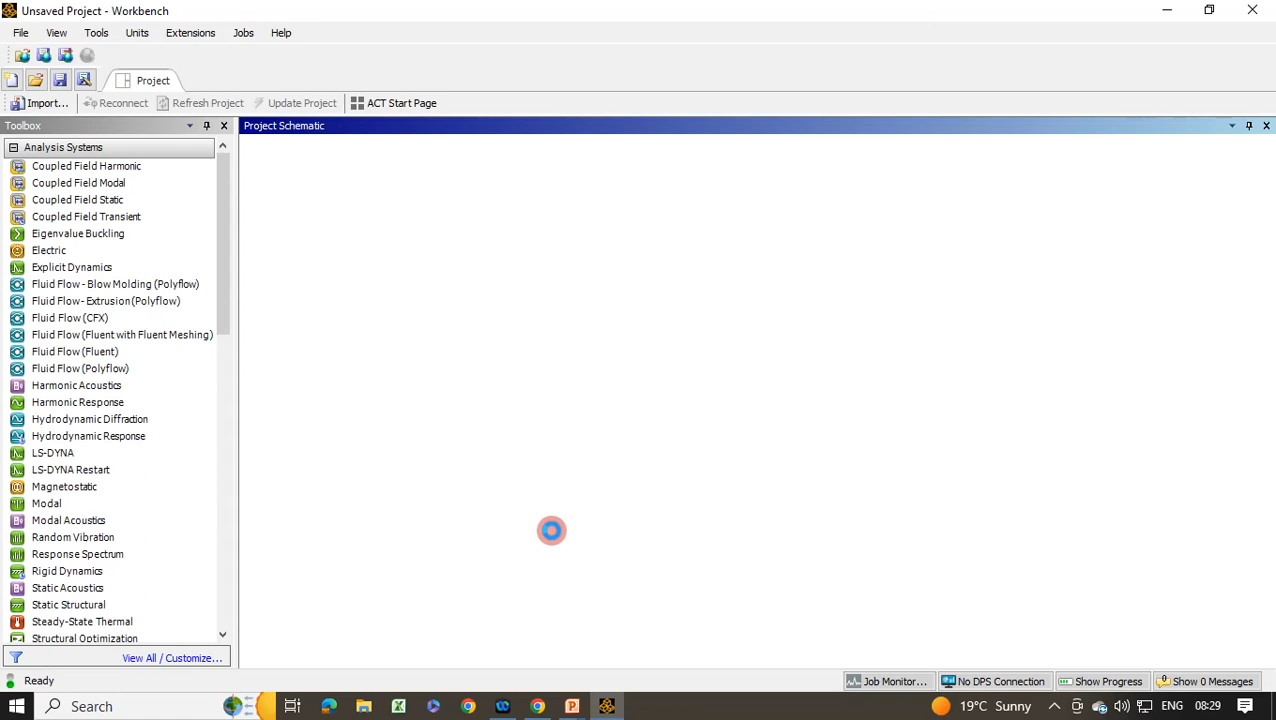 Unsaved Project - Workbench
File View Tools Units Extensions Jobs Help
Project
Import... Reconnect Refresh Project Update Project ACT Start Page
Toolbox
Project Schematic
Analysis Systems
Coupled Field Harmonic
Coupled Field Modal
Coupled Field Static
Coupled Field Transient
Eigenvalue Buckling
Electric
Explicit Dynamics
Fluid Flow - Blow Molding (Polyflow)
Fluid Flow- Extrusion(Polyflow)
Fluid Flow (CFX)
Fluid Flow (Fluent with Fluent Meshing)
Fluid Flow (Fluent)
Fluid Flow (Polyflow)
Harmonic Acoustics
Harmonic Response
Hydrodynamic Diffraction
Hydrodynamic Response
LS-DYNA
LS-DYNA Restart
Magnetostatic
Modal
Modal Acoustics
Random Vibration
Response Spectrum
Rigid Dynamics
Static Acoustics
Static Structural
Steady-State Thermal
Structural Optimization
View All / Customize...
Ready
Job Monitor... No DPS Connection Show Progress Show 0 Messages
Search
19°C Sunny
ENG
08:29